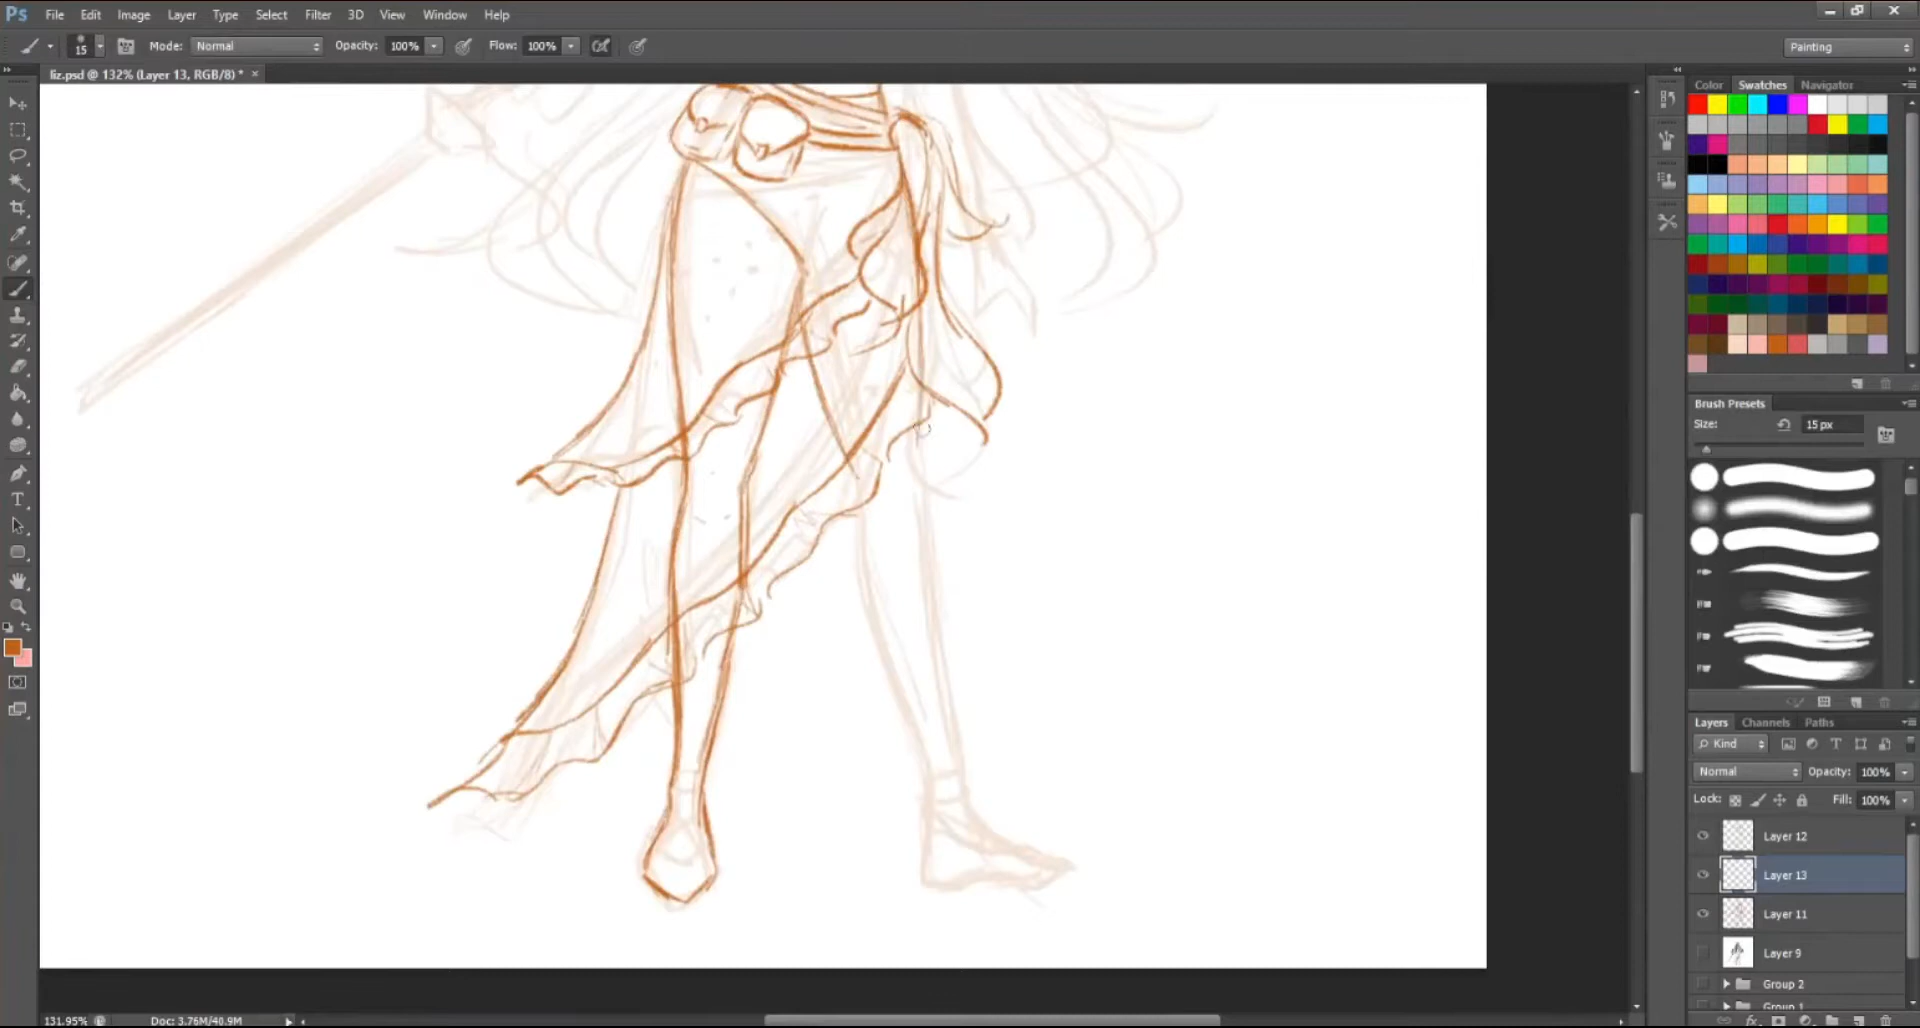 Ps File Edit Image Layer Type Select Filter 3D View Window Help
15 Mode: Normal Opacity: 100% Flow: 100% Painting
liz.psd @ 132% (Layer 13, RGB/8) * ×
Color Swatches Navigator
Brush Presets
Size: 15 px
Layers Channels Paths
Kind
Normal Opacity: 100%
Lock: Fill: 100%
Layer 12
Layer 13
Layer 11
Layer 9
Group 2
Group 1
131.95% Doc: 3.76M/40.9M